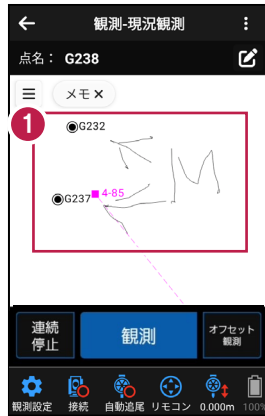 観測-現況観測
点名： G238
メモ×
1
G232
4-85
G237
M
連続
停止
観測
オフセット
観測
観測設定 接続 自動追尾 リモコン 0.000m 100%